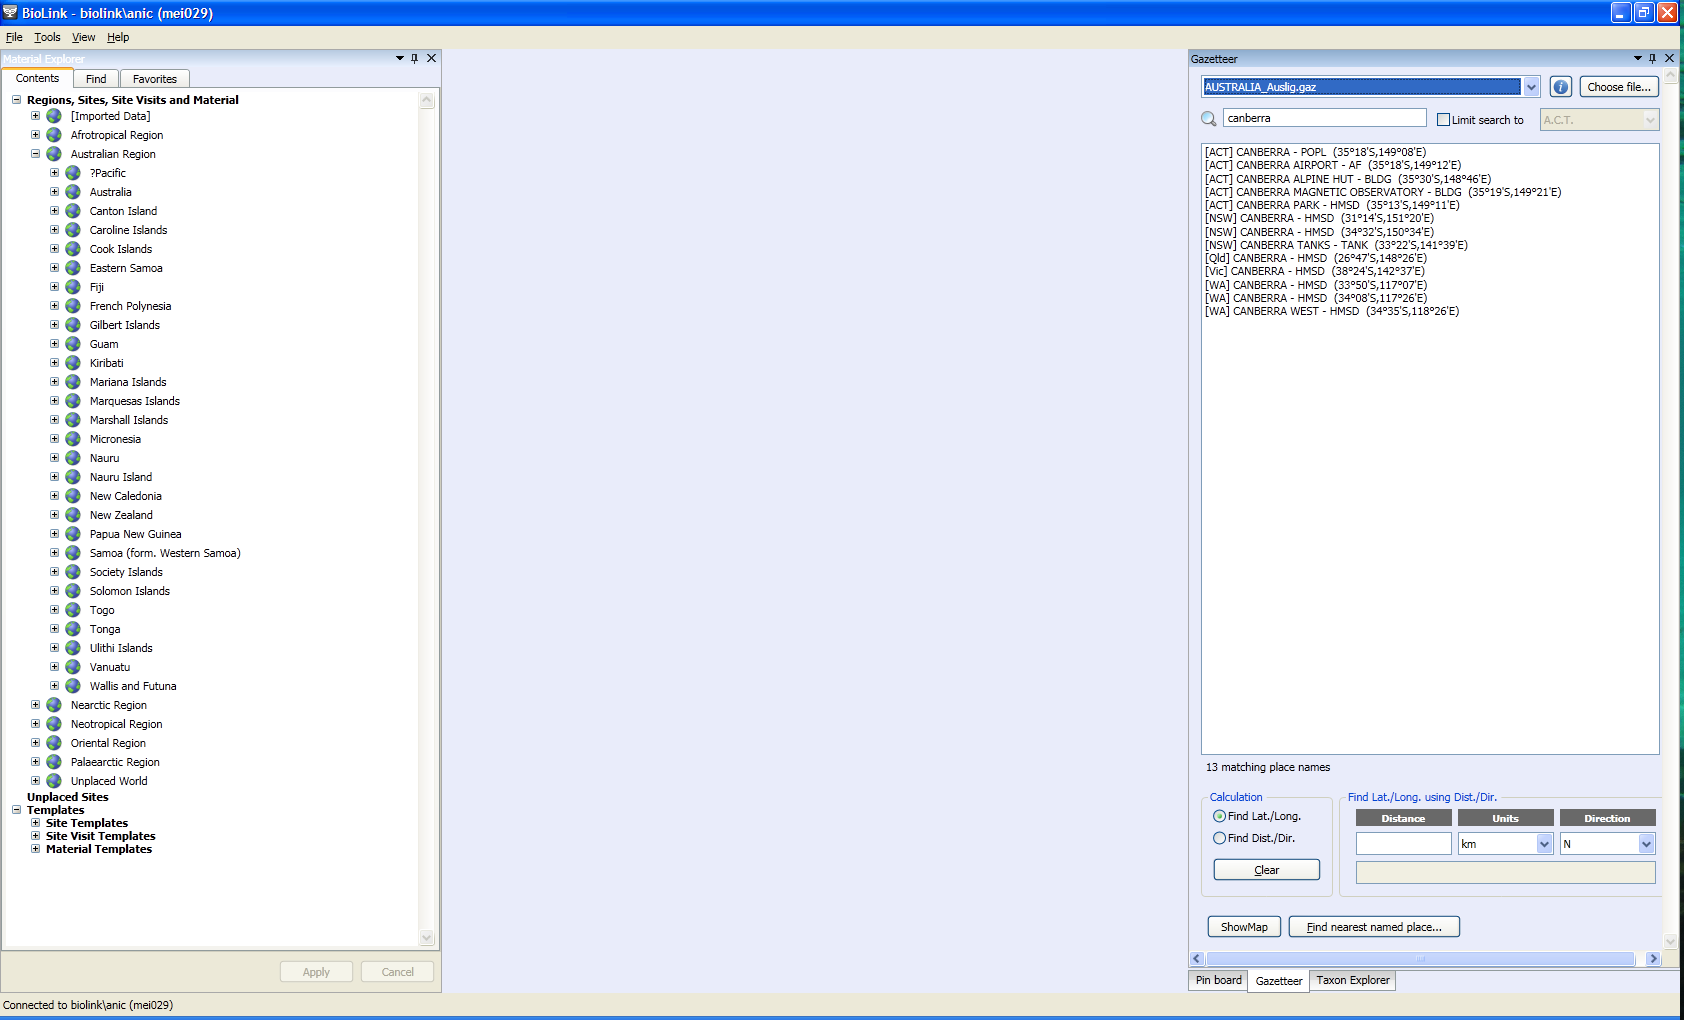 BioLink - biolink\anic (mei029)
File Tools View Help
Material Explorer
Contents Find Favorites
Regions, Sites, Site Visits and Material
[Imported Data]
Afrotropical Region
Australian Region
?Pacific
Australia
Canton Island
Caroline Islands
Cook Islands
Eastern Samoa
Fiji
French Polynesia
Gilbert Islands
Guam
Kiribati
Mariana Islands
Marquesas Islands
Marshall Islands
Micronesia
Nauru
Nauru Island
New Caledonia
New Zealand
Papua New Guinea
Samoa (form. Western Samoa)
Society Islands
Solomon Islands
Togo
Tonga
Ulithi Islands
Vanuatu
Wallis and Futuna
Nearctic Region
Neotropical Region
Oriental Region
Palaearctic Region
Unplaced World
Unplaced Sites
Templates
Site Templates
Site Visit Templates
Material Templates
Apply Cancel
Gazetteer
AUSTRALIA_Auslig.gaz
Choose file...
canberra
Limit search to
A.C.T.
[ACT] CANBERRA - POPL (35°18'S,149°08'E)
[ACT] CANBERRA AIRPORT - AF (35°18'S,149°12'E)
[ACT] CANBERRA ALPINE HUT - BLDG (35°30'S,148°46'E)
[ACT] CANBERRA MAGNETIC OBSERVATORY - BLDG (35°19'S,149°21'E)
[ACT] CANBERRA PARK - HMSD (35°13'S,149°11'E)
[NSW] CANBERRA - HMSD (31°14'S,151°20'E)
[NSW] CANBERRA - HMSD (34°32'S,150°34'E)
[NSW] CANBERRA TANKS - TANK (33°22'S,141°39'E)
[Qld] CANBERRA - HMSD (26°47'S,148°26'E)
[Vic] CANBERRA - HMSD (38°24'S,142°37'E)
[WA] CANBERRA - HMSD (33°50'S,117°07'E)
[WA] CANBERRA - HMSD (34°08'S,117°26'E)
[WA] CANBERRA WEST - HMSD (34°35'S,118°26'E)
13 matching place names
Calculation
Find Lat./Long.
Find Dist./Dir.
Clear
Find Lat./Long. using Dist./Dir.
Distance Units Direction
km N
ShowMap Find nearest named place...
Pin board Gazetteer Taxon Explorer
Connected to biolink\anic (mei029)